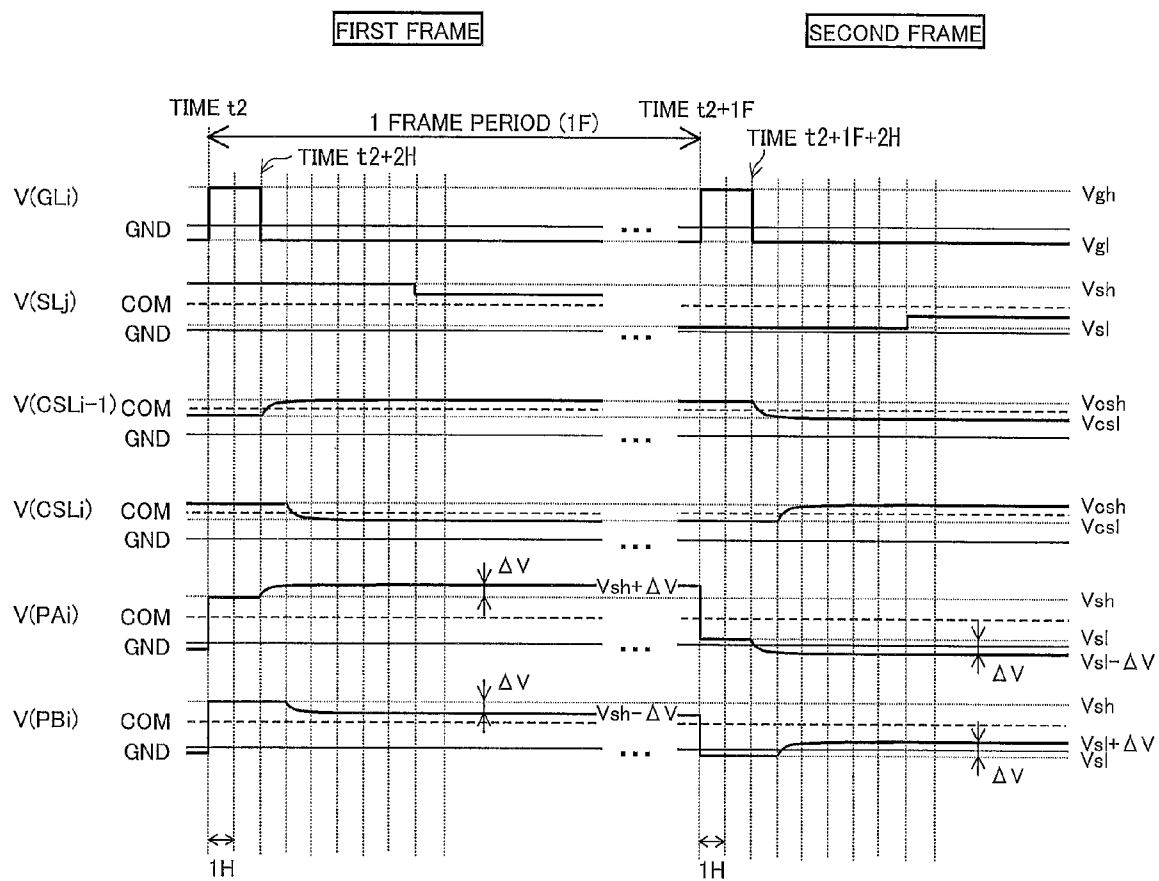 FIRST FRAME
SECOND FRAME
TIME t2
TIME t2+1F
1 FRAME PERIOD (1F)
TIME t2+2H
TIME t2+1F+2H
V(GLi)
Vgh
GND
...
Vgl
V(SLj)
Vsh
COM
GND
...
Vsl
V(CSLi-1)
COM
Vcsh
Vcsl
GND
...
V(CSLi)
COM
Vcsh
Vcsl
GND
...
ΔV
Vsh+ΔV
Vsh
V(PAi)
COM
Vsl
GND
...
Vsl-ΔV
ΔV
ΔV
Vsh
V(PBi)
Vsh-ΔV
COM
GND
...
Vsl+ΔV
Vsl
ΔV
1H
1H